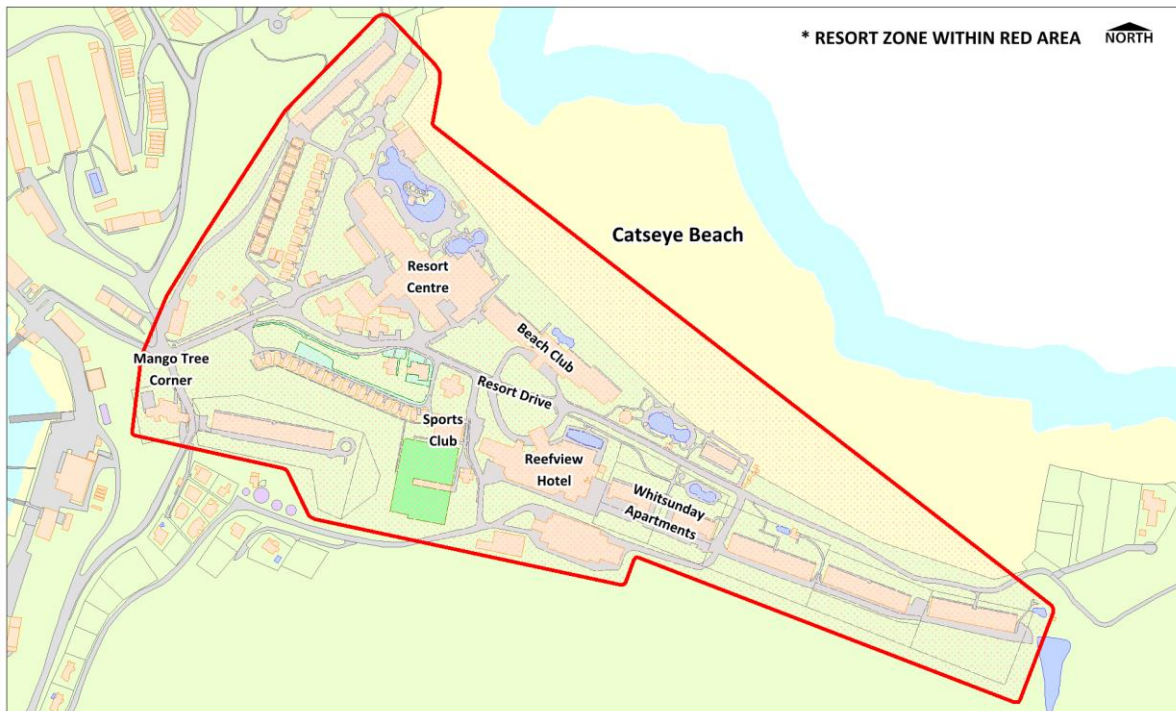 * RESORT ZONE WITHIN RED AREA
NORTH
Catseye Beach
Resort
Centre
Beach Club
Mango Tree
Corner
Resort Drive
Sports
Club
Reefview
Hotel
Whitsunday
Apartments